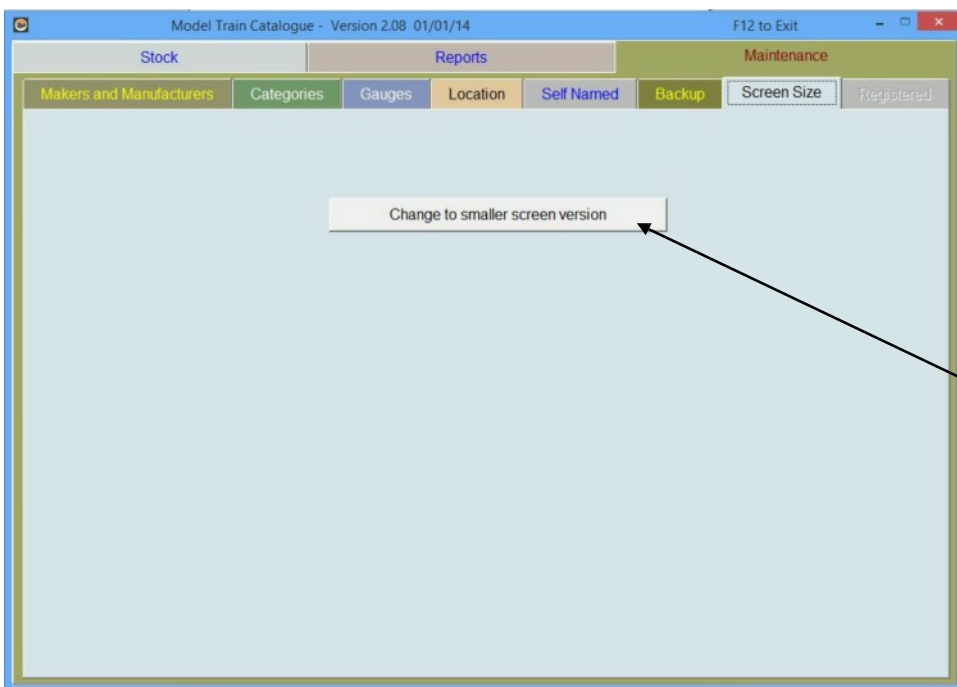 Model Train Catalogue - Version 2.08 01/01/14 F12 to Exit
Stock Reports Maintenance
Makers and Manufacturers Categories Gauges Location Self Named Backup Screen Size Registered
Change to smaller screen version